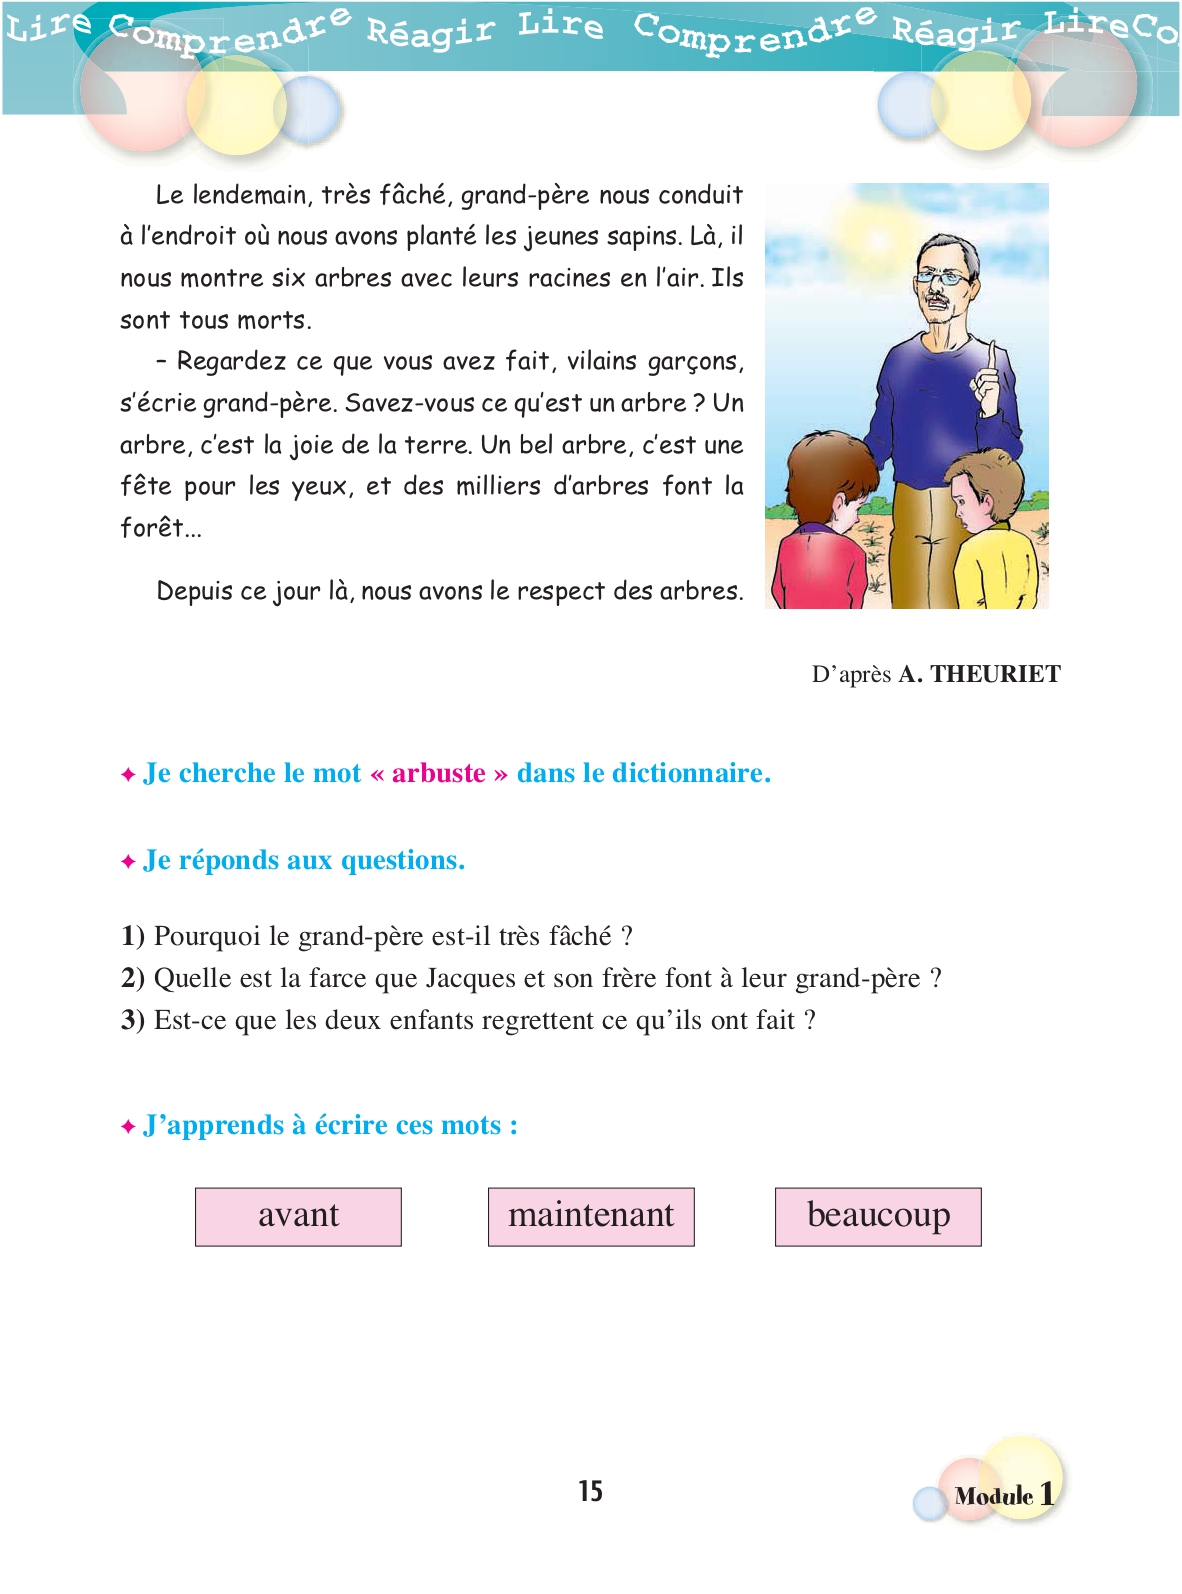 Lire Comprendre Réagir Lire Comprendre Réagir LireCo
Le lendemain, très fâché, grand-père nous conduit
à l'endroit où nous avons planté les jeunes sapins. Là, il
nous montre six arbres avec leurs racines en l'air. Ils
sont tous morts.
– Regardez ce que vous avez fait, vilains garçons,
s'écrie grand-père. Savez-vous ce qu'est un arbre ? Un
arbre, c'est la joie de la terre. Un bel arbre, c'est une
fête pour les yeux, et des milliers d'arbres font la
forêt...
Depuis ce jour là, nous avons le respect des arbres.
D'après A. THEURIET
✦ Je cherche le mot « arbuste » dans le dictionnaire.
✦ Je réponds aux questions.
1) Pourquoi le grand-père est-il très fâché ?
2) Quelle est la farce que Jacques et son frère font à leur grand-père ?
3) Est-ce que les deux enfants regrettent ce qu'ils ont fait ?
✦ J'apprends à écrire ces mots :
avant maintenant beaucoup
15
Module 1